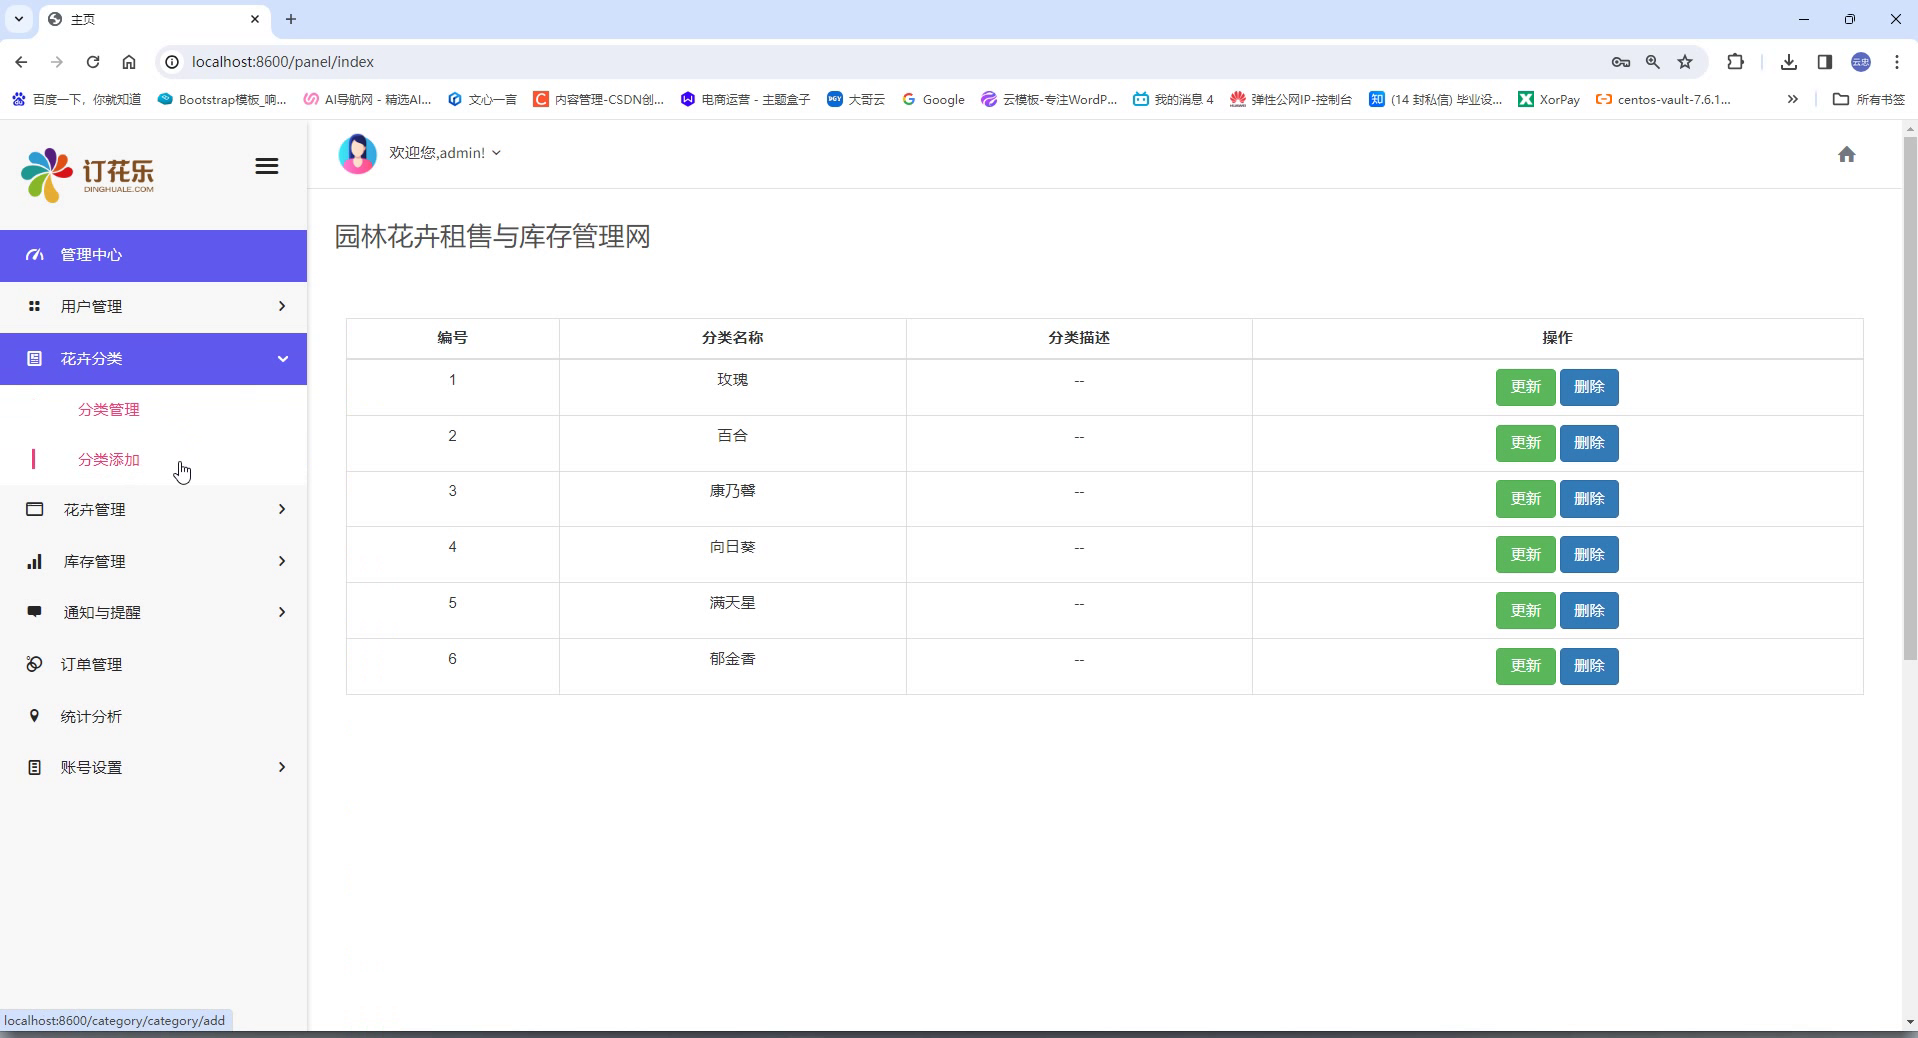 主页
localhost:8600/panel/index
云忠
百度一下，你就知道
Bootstrap模板_响...
AI导航网 - 精选AI...
文心一言
内容管理-CSDN创...
电商运营 - 主题盒子
大哥云
Google
云模板-专注WordP...
我的消息 4
弹性公网IP-控制台
(14 封私信) 毕业设...
XorPay
centos-vault-7.6.1...
所有书签
订花乐
DINGHUALE.COM
欢迎您,admin!
管理中心
用户管理
花卉分类
分类管理
分类添加
花卉管理
库存管理
通知与提醒
订单管理
统计分析
账号设置
园林花卉租售与库存管理网
编号 分类名称 分类描述 操作
1 玫瑰 -- 更新 删除
2 百合 -- 更新 删除
3 康乃馨 -- 更新 删除
4 向日葵 -- 更新 删除
5 满天星 -- 更新 删除
6 郁金香 -- 更新 删除
localhost:8600/category/category/add